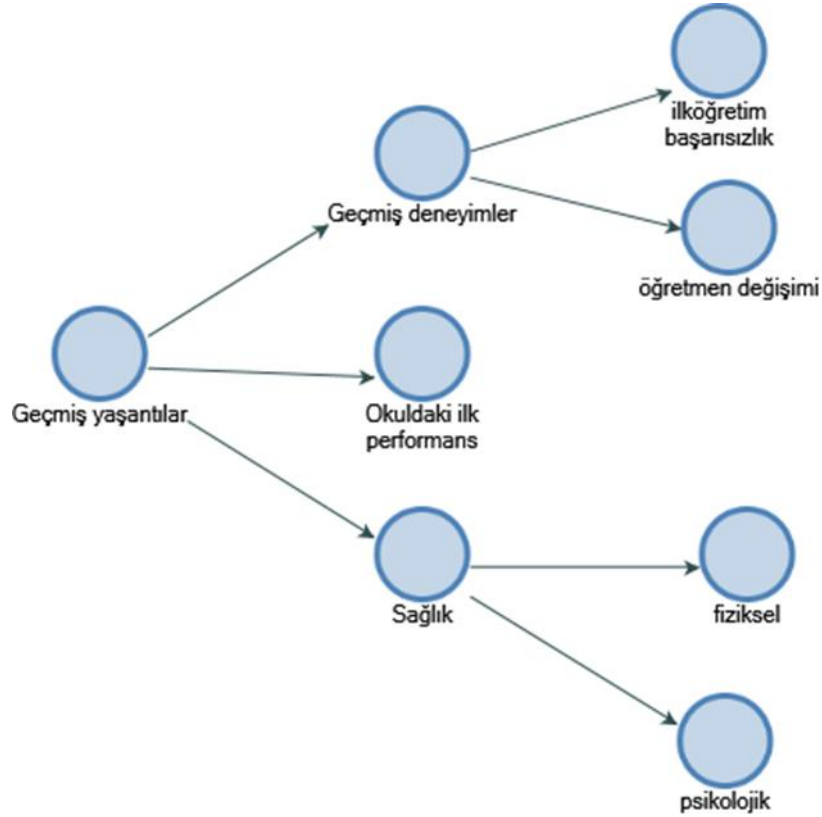 ilköğretim
başarısızlık
Geçmiş deneyimler
öğretmen değişimi
Geçmiş yaşantılar
Okuldaki ilk
performans
Sağlık
fiziksel
psikolojik